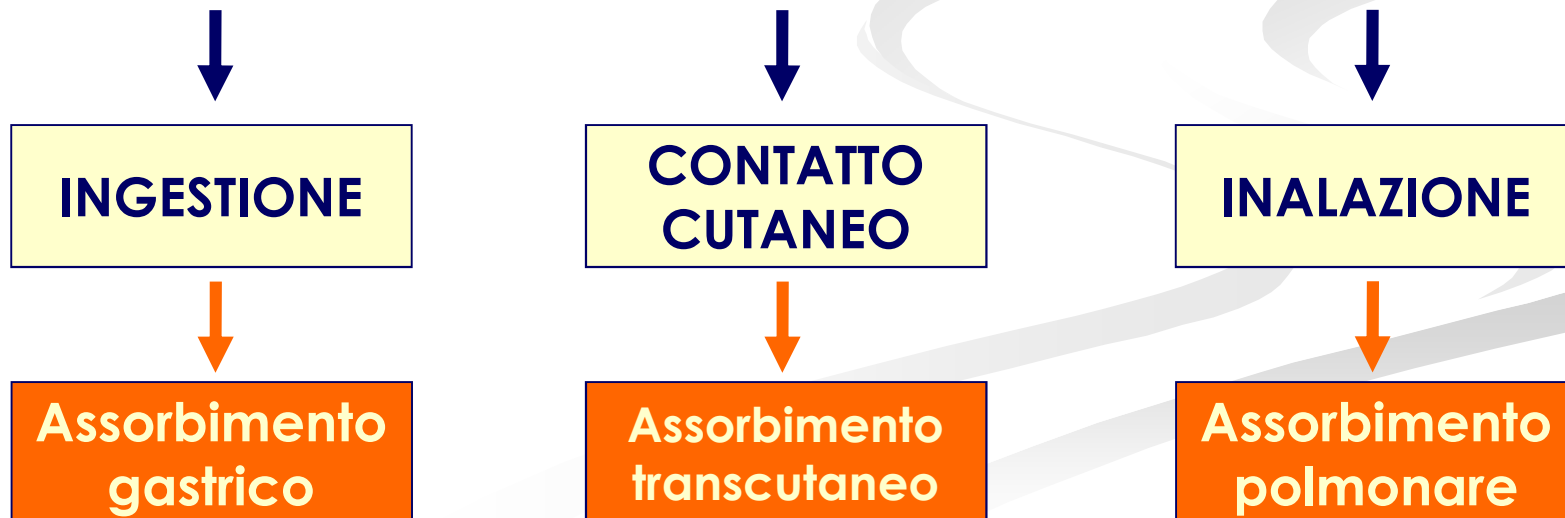 INGESTIONE
CONTATTO
CUTANEO
INALAZIONE
Assorbimento
gastrico
Assorbimento
transcutaneo
Assorbimento
polmonare